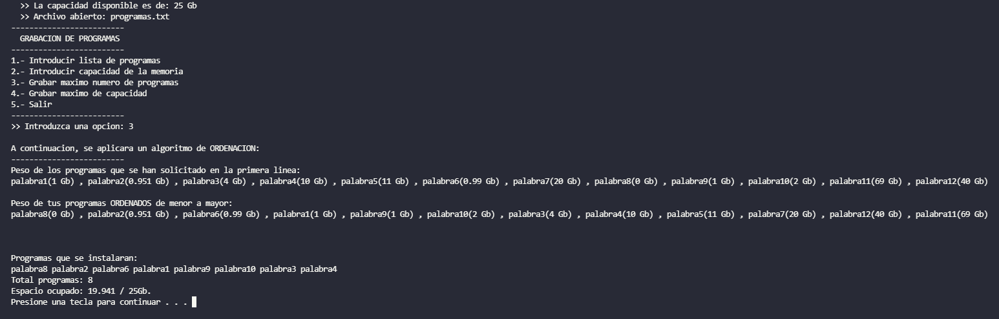 >> La capacidad disponible es de: 25 Gb
>> Archivo abierto: programas.txt
-------------------------
GRABACION DE PROGRAMAS
-------------------------
1.- Introducir lista de programas
2.- Introducir capacidad de la memoria
3.- Grabar maximo numero de programas
4.- Grabar maximo de capacidad
5.- Salir
-------------------------
>> Introduzca una opcion: 3
A continuacion, se aplicara un algoritmo de ORDENACION:
-------------------------
Peso de los programas que se han solicitado en la primera linea:
palabra1(1 Gb) , palabra2(0.951 Gb) , palabra3(4 Gb) , palabra4(10 Gb) , palabra5(11 Gb) , palabra6(0.99 Gb) , palabra7(20 Gb) , palabra8(0 Gb) , palabra9(1 Gb) , palabra10(2 Gb) , palabra11(69 Gb) , palabra12(40 Gb)
Peso de tus programas ORDENADOS de menor a mayor:
palabra8(0 Gb) , palabra2(0.951 Gb) , palabra6(0.99 Gb) , palabra1(1 Gb) , palabra9(1 Gb) , palabra10(2 Gb) , palabra3(4 Gb) , palabra4(10 Gb) , palabra5(11 Gb) , palabra7(20 Gb) , palabra12(40 Gb) , palabra11(69 Gb)
Programas que se instalaran:
palabra8 palabra2 palabra6 palabra1 palabra9 palabra10 palabra3 palabra4
Total programas: 8
Espacio ocupado: 19.941 / 25Gb.
Presione una tecla para continuar . . .